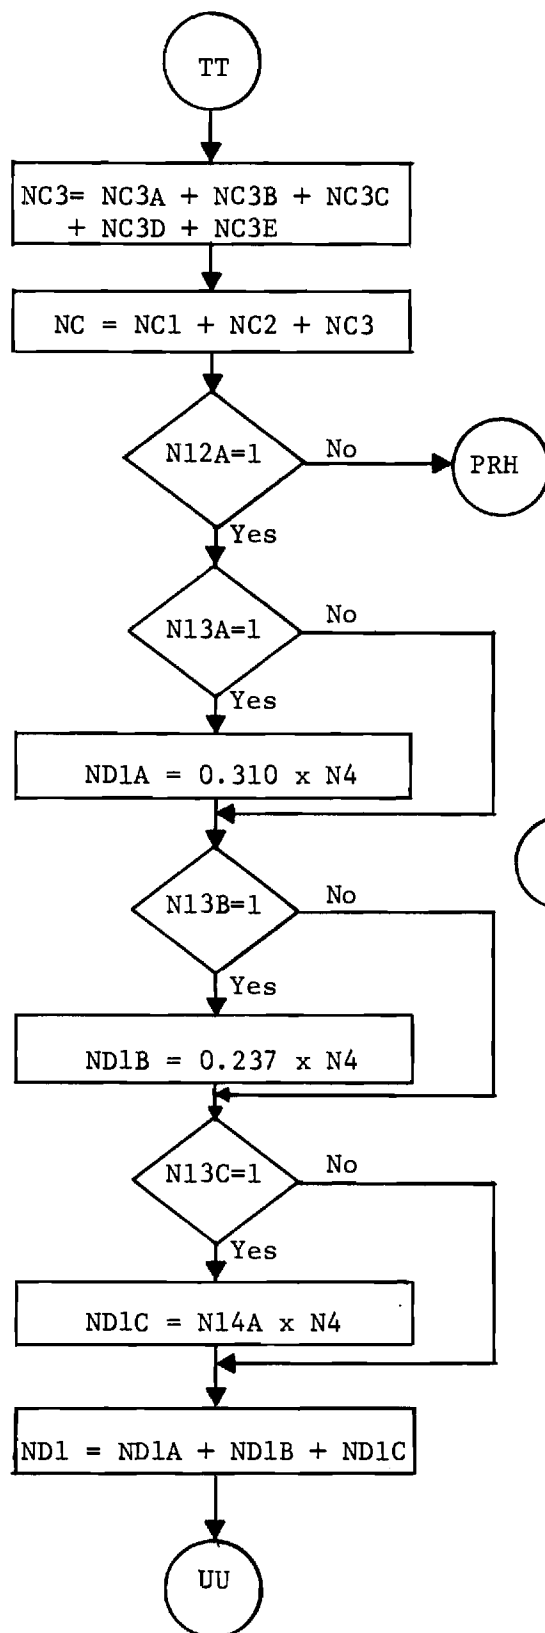 TT
NC3= NC3A + NC3B + NC3C
+ NC3D + NC3E
NC = NC1 + NC2 + NC3
N12A=1
No
PRH
Yes
N13A=1
No
Yes
ND1A = 0.310 x N4
N13B=1
No
Yes
ND1B = 0.237 x N4
N13C=1
No
Yes
ND1C = N14A x N4
ND1 = ND1A + ND1B + ND1C
UU